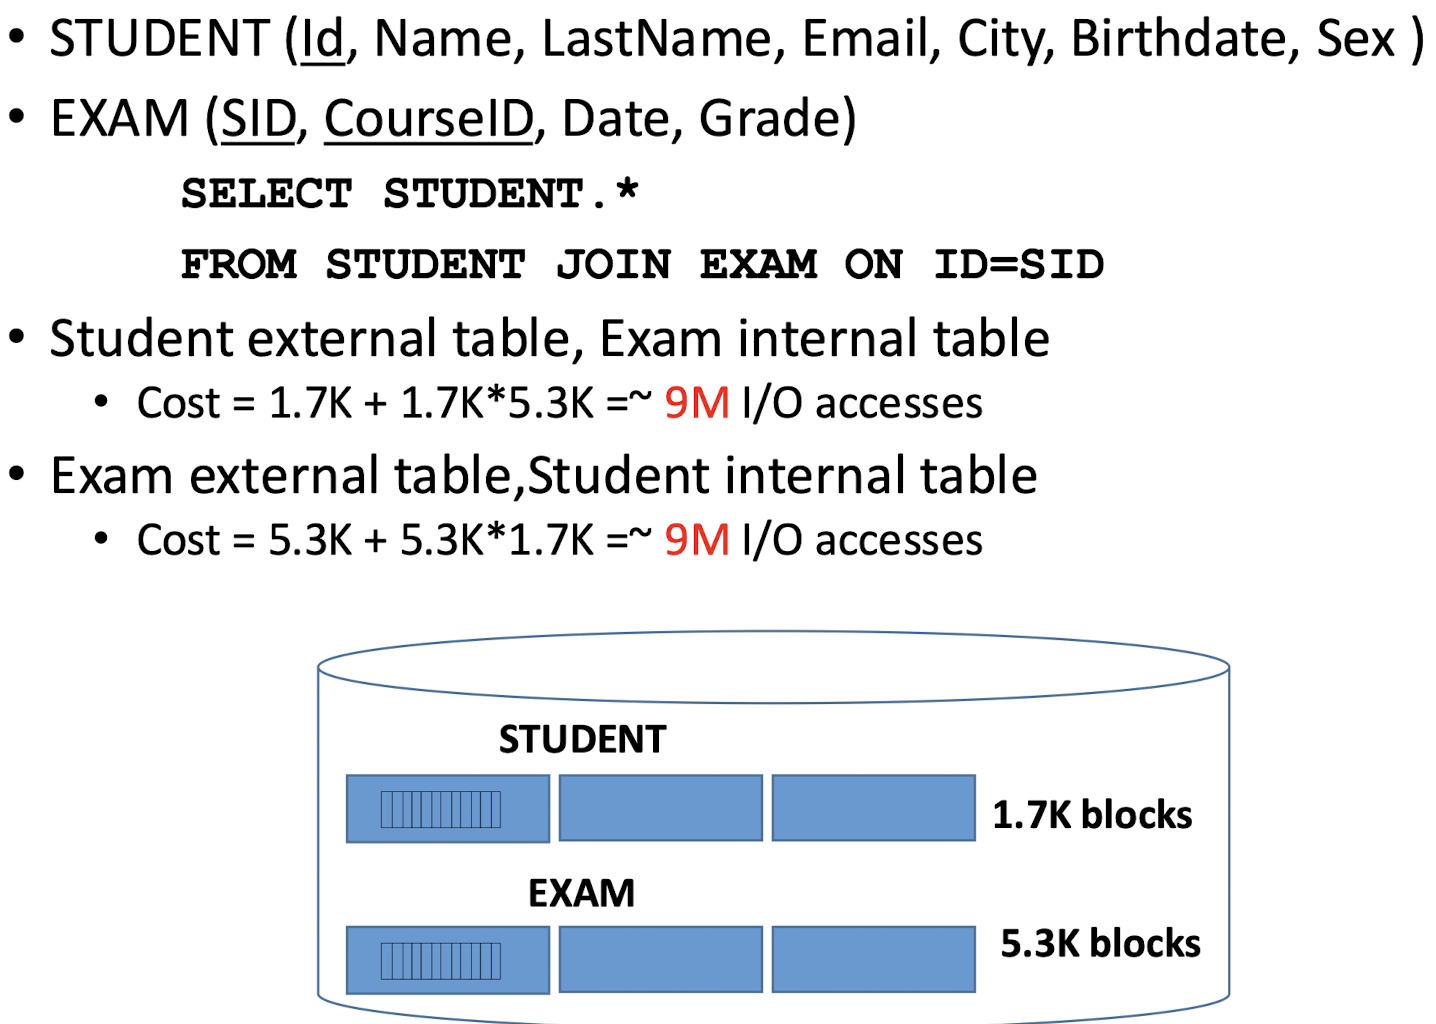 • STUDENT (Id, Name, LastName, Email, City, Birthdate, Sex )
• EXAM (SID, CourseID, Date, Grade)
SELECT STUDENT.*
FROM STUDENT JOIN EXAM ON ID=SID
• Student external table, Exam internal table
• Cost = 1.7K + 1.7K*5.3K =~ 9M I/O accesses
• Exam external table,Student internal table
• Cost = 5.3K + 5.3K*1.7K =~ 9M I/O accesses
STUDENT
1.7K blocks
EXAM
5.3K blocks